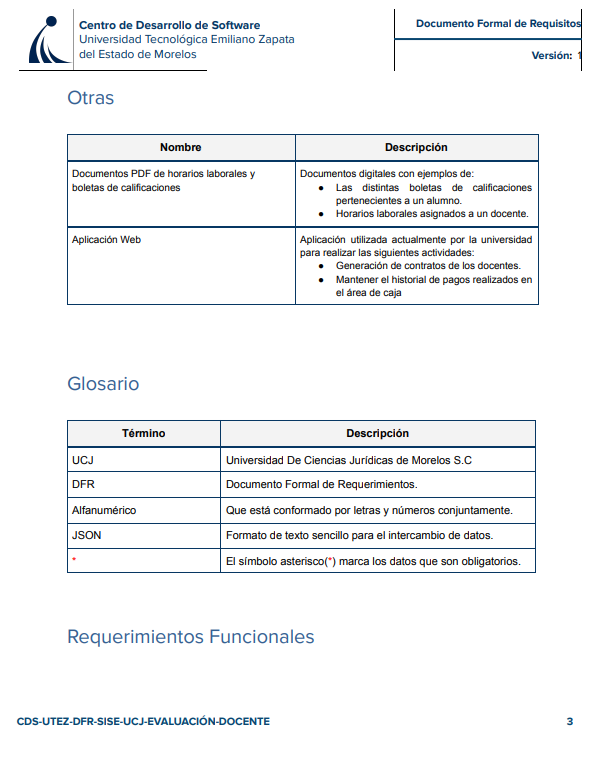 Centro de Desarrollo de Software
Universidad Tecnológica Emiliano Zapata
del Estado de Morelos
Documento Formal de Requisitos
Versión: 1
Otras
Nombre
Descripción
Documentos PDF de horarios laborales y
boletas de calificaciones
Documentos digitales con ejemplos de:
● Las distintas boletas de calificaciones
pertenecientes a un alumno.
● Horarios laborales asignados a un docente.
Aplicación Web
Aplicación utilizada actualmente por la universidad
para realizar las siguientes actividades:
● Generación de contratos de los docentes.
● Mantener el historial de pagos realizados en
el área de caja
Glosario
Término
Descripción
UCJ
Universidad De Ciencias Jurídicas de Morelos S.C
DFR
Documento Formal de Requerimientos.
Alfanumérico
Que está conformado por letras y números conjuntamente.
JSON
Formato de texto sencillo para el intercambio de datos.
*
El símbolo asterisco(*) marca los datos que son obligatorios.
Requerimientos Funcionales
CDS-UTEZ-DFR-SISE-UCJ-EVALUACIÓN-DOCENTE
3